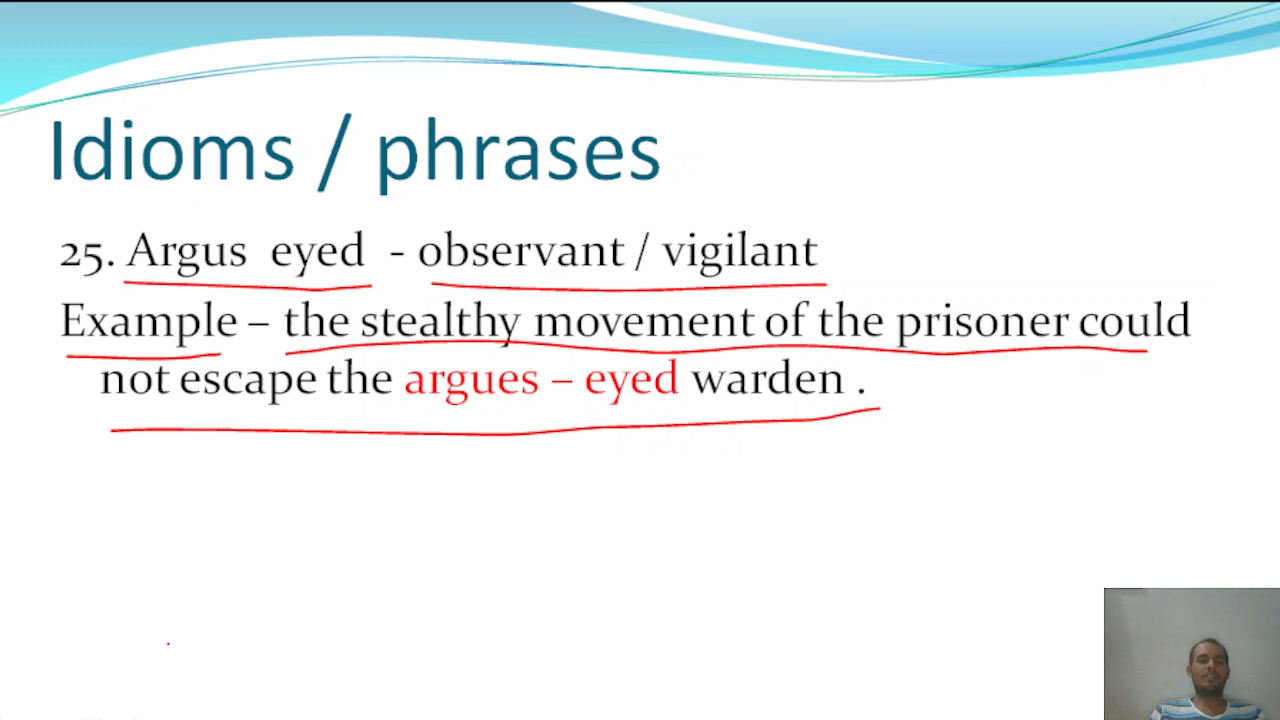 Idioms / phrases
25. Argus eyed - observant / vigilant
Example – the stealthy movement of the prisoner could
not escape the argues – eyed warden .